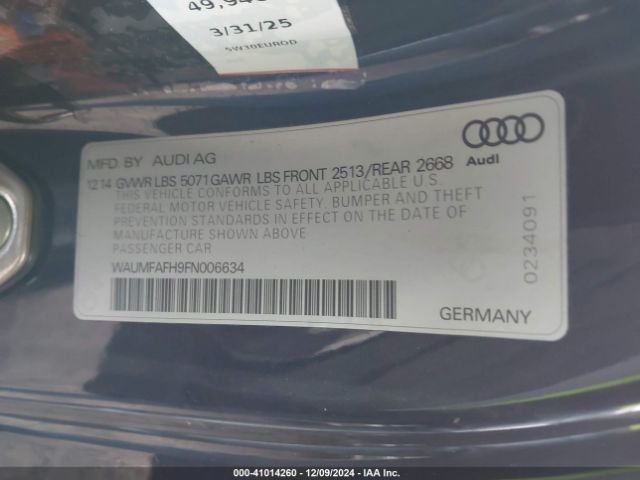 3/31/25
5W30EUROD
MFD. BY AUDI AG
Audi
12 14 GVWR LBS 5071 GAWR LBS FRONT 2513/REAR 2668
THIS VEHICLE CONFORMS TO ALL APPLICABLE U.S.
FEDERAL MOTOR VEHICLE SAFETY, BUMPER AND THEFT
PREVENTION STANDARDS IN EFFECT ON THE DATE OF
MANUFACTURE SHOWN ABOVE
PASSENGER CAR
0234091
WAUMFAFH9FN006634
GERMANY
000-41014260 - 12/09/2024 - IAA Inc.